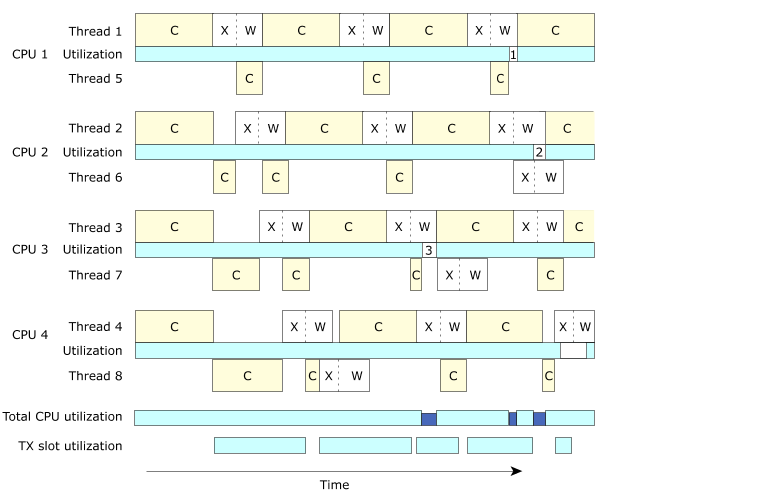 Thread 1 C X W C X W C X W C
CPU 1 Utilization 1
Thread 5 C C C
Thread 2 C X W C X W C X W C
CPU 2 Utilization 2
Thread 6 C C C X W
Thread 3 C X W C X W C X W C
CPU 3 Utilization 3
Thread 7 C C C X W C
Thread 4 C X W C X W C X W
CPU 4
Utilization
Thread 8 C C X W C C
Total CPU utilization
TX slot utilization
Time